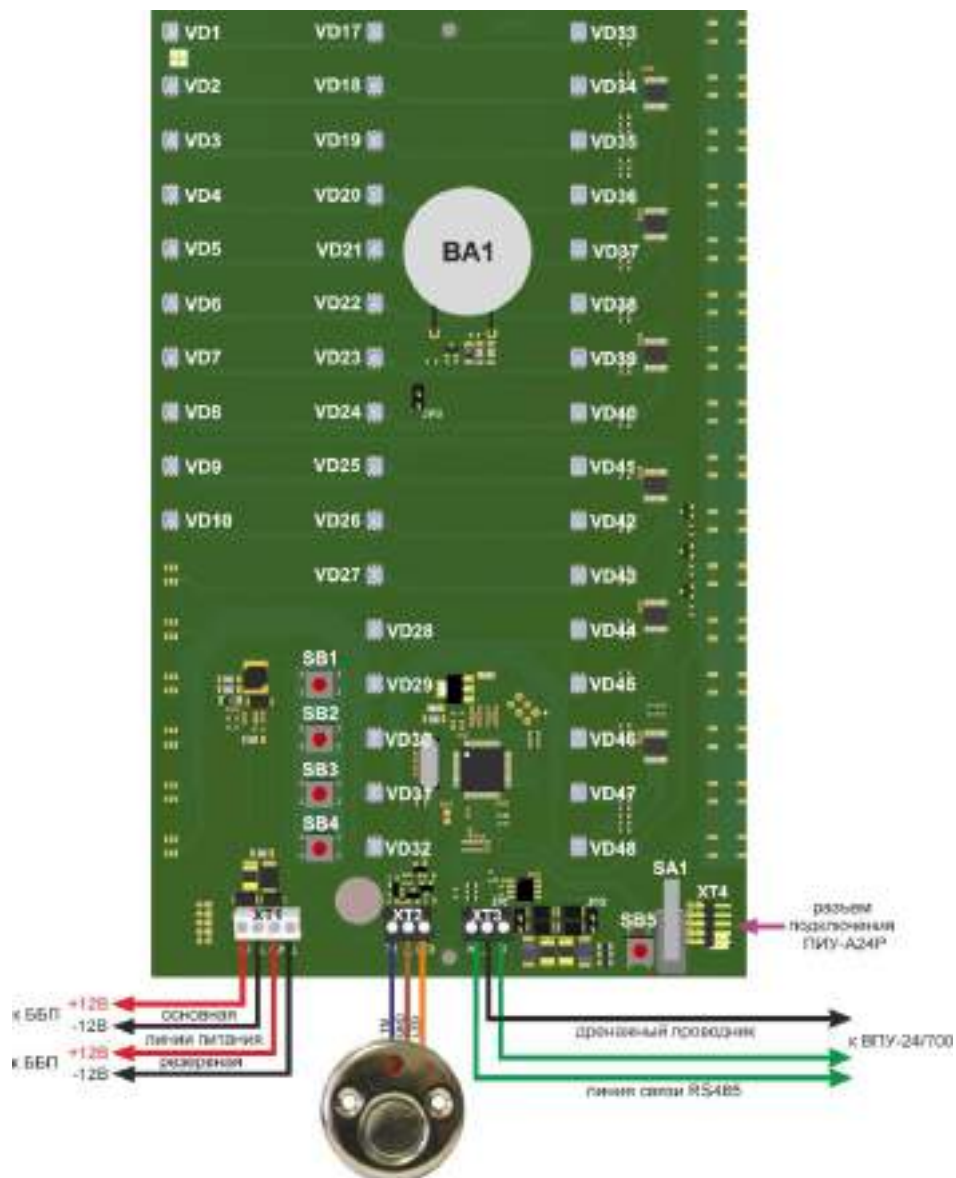 VD1 VD17 VD33
VD2 VD18 VD34
VD3 VD19 VD35
VD4 VD20 VD36
VD5 VD21 VD37
BA1
VD6 VD22 VD38
VD7 VD23 VD39
VD8 VD24 VD40
VD9 VD25 VD41
VD10 VD26 VD42
VD27 VD43
VD28 VD44
SB1 VD29 VD45
SB2 VD30 VD46
SB3 VD31 VD47
SB4 VD32 VD48
SA1
XT1 XT2 XT3 SB5 XT4
разъем
подключения
ПИУ-А24Р
к ББП +12В основная
-12В
линии питания
к ББП +12В резервная
-12В
дренажный проводник
к ВПУ-24/700
линия связи RS485